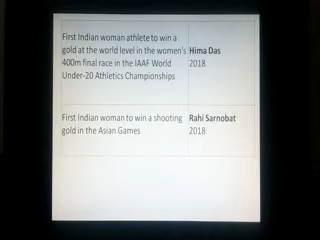 First Indian woman athlete to win a
gold at the world level in the women's
400m final race in the IAAF World
Under-20 Athletics Championships
Hima Das
2018
First Indian woman to win a shooting
gold in the Asian Games
Rahi Sarnobat
2018